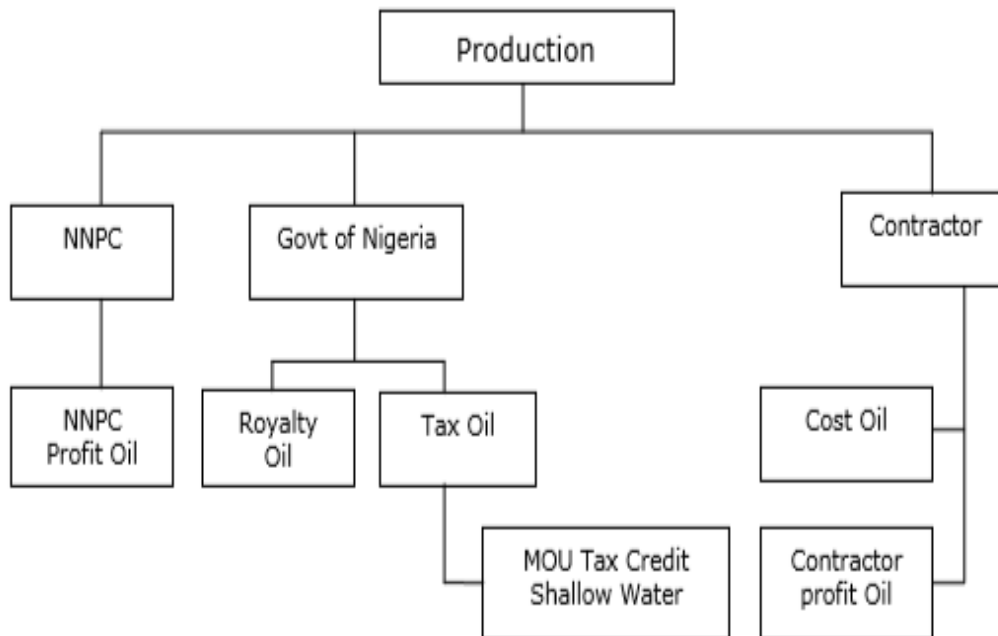 Production
NNPC
Govt of Nigeria
Contractor
NNPC
Profit Oil
Royalty
Oil
Tax Oil
Cost Oil
MOU Tax Credit
Shallow Water
Contractor
profit Oil